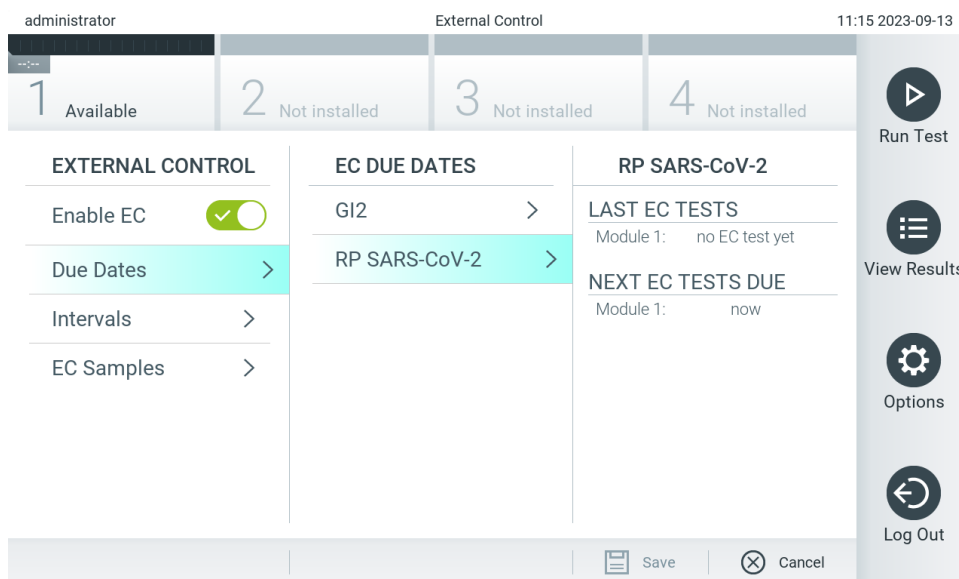 administrator External Control 11:15 2023-09-13
--:--
1 Available 2 Not installed 3 Not installed 4 Not installed
Run Test
EXTERNAL CONTROL
Enable EC
Due Dates
Intervals
EC Samples
EC DUE DATES
GI2
RP SARS-CoV-2
RP SARS-CoV-2
LAST EC TESTS
Module 1: no EC test yet
NEXT EC TESTS DUE
Module 1: now
View Results
Options
Log Out
Save Cancel